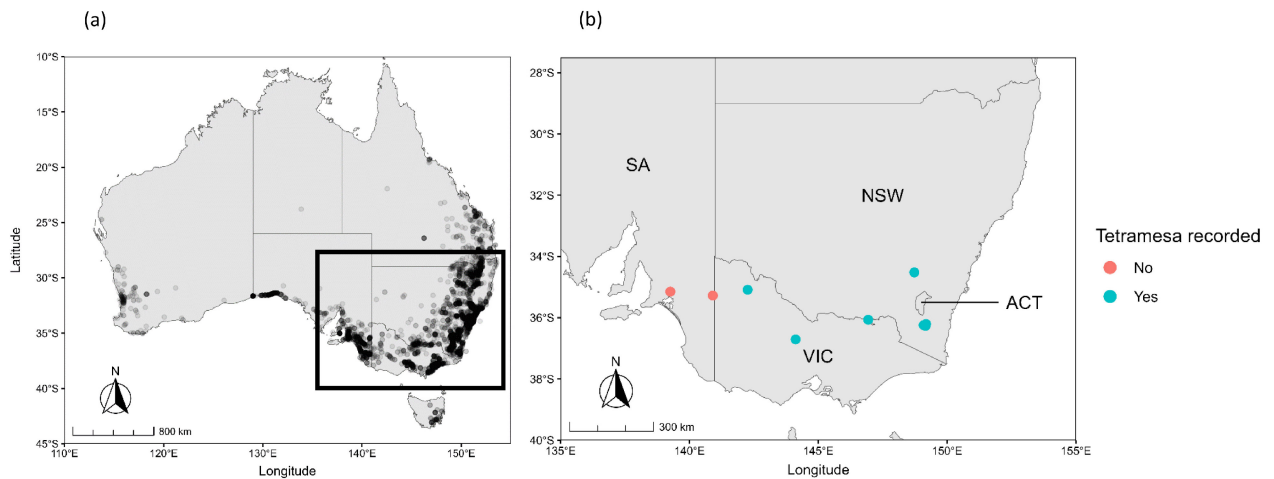 (a)
(b)
10°S
15°S
20°S
25°S
30°S
35°S
40°S
45°S
Latitude
110°E
120°E
130°E
140°E
150°E
Longitude
N
800 km
28°S
30°S
32°S
34°S
36°S
38°S
40°S
135°E
140°E
145°E
150°E
155°E
Longitude
SA
NSW
ACT
VIC
N
300 km
Tetramesa recorded
No
Yes